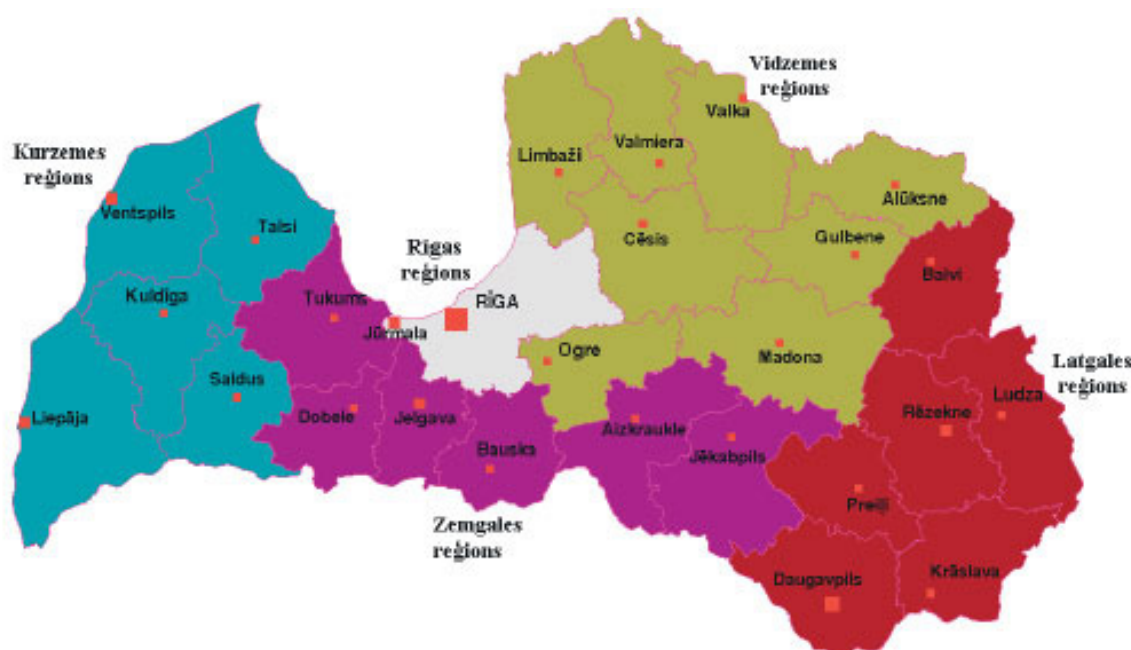 Vidzemes
reģions
Valka
Kurzemes
reģions
Limbaži
Valmiera
Alūksne
Ventspils
Talsi
Cēsis
Gulbene
Rīgas
reģions
Balvi
Kuldīga
Tukums
RĪGA
Jūrmala
Ogre
Madona
Latgales
reģions
Saldus
Ludza
Liepāja
Dobele
Jelgava
Aizkraukle
Rēzekne
Bauska
Jēkabpils
Preiļi
Zemgales
reģions
Daugavpils
Krāslava